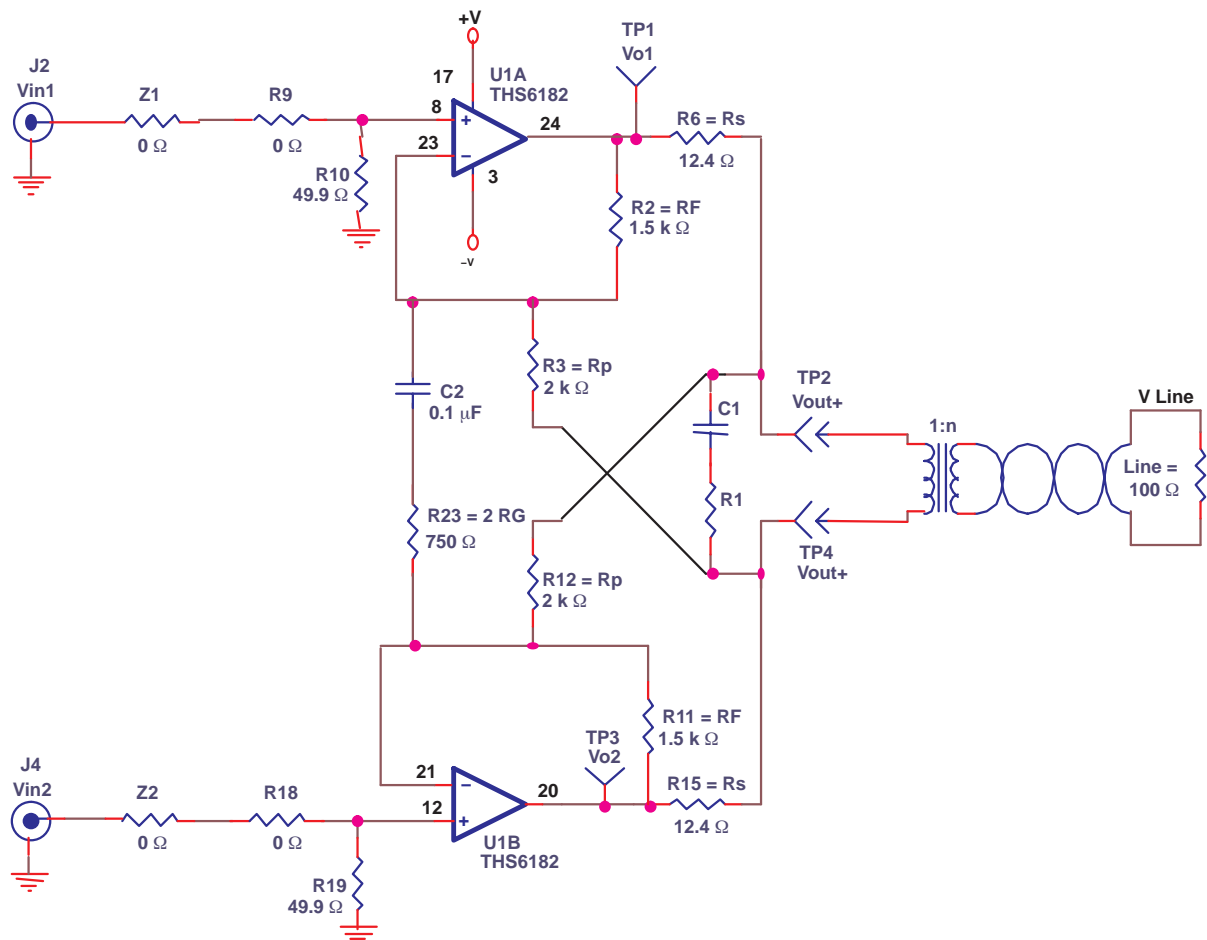 +V
TP1
Vo1
J2
Vin1
Z1
0 Ω
R9
0 Ω
17
U1A
THS6182
8
+
23
−
24
3
R10
49.9 Ω
R6 = Rs
12.4 Ω
R2 = RF
1.5 k Ω
−V
C2
0.1 µF
R3 = Rp
2 k Ω
C1
TP2
Vout+
V Line
1:n
Line =
100 Ω
R1
R23 = 2 RG
750 Ω
TP4
Vout+
R12 = Rp
2 k Ω
R11 = RF
1.5 k Ω
TP3
Vo2
J4
Vin2
Z2
0 Ω
R18
0 Ω
21
−
12
+
20
R15 = Rs
12.4 Ω
U1B
THS6182
R19
49.9 Ω